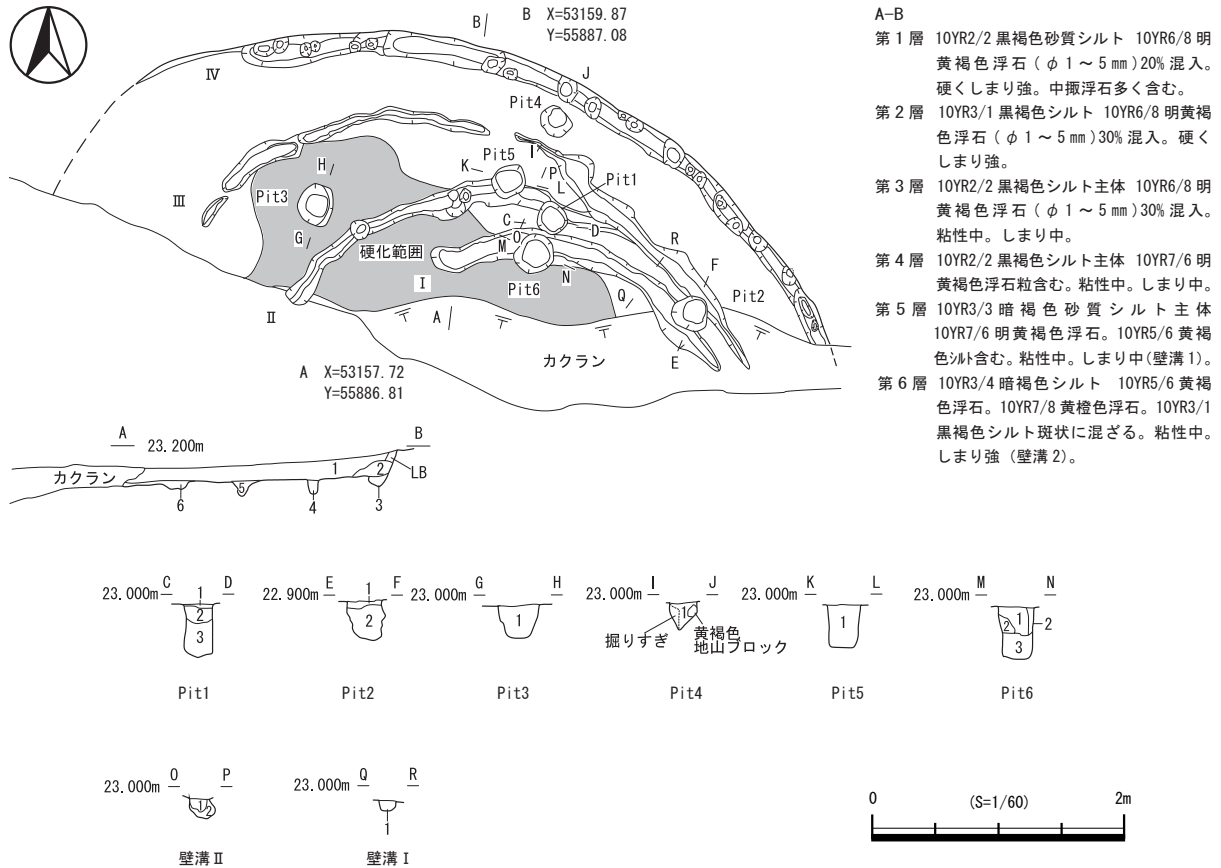 B
B X=53159.87
Y=55887.08
Ⅳ
J
Pit4
I
Pit5
K
P
L
Pit1
H
Pit3
Ⅲ
G
C
O
D
M
硬化範囲
R
F
N
Pit6
Q
Pit2
I
Ⅱ
A
カクラン
E
A X=53157.72
Y=55886.81
A-B
第1層 10YR2/2 黒褐色砂質シルト 10YR6/8 明
黄褐色浮石(φ1～5㎜)20% 混入。
硬くしまり強。中掫浮石多く含む。
第2層 10YR3/1 黒褐色シルト 10YR6/8 明黄褐
色浮石(φ1～5㎜)30% 混入。硬く
しまり強。
第3層 10YR2/2 黒褐色シルト主体 10YR6/8 明
黄褐色浮石(φ1～5㎜)30% 混入。
粘性中。しまり中。
第4層 10YR2/2 黒褐色シルト主体 10YR7/6 明
黄褐色浮石粒含む。粘性中。しまり中。
第5層 10YR3/3 暗褐色砂質シルト主体
10YR7/6 明黄褐色浮石。10YR5/6 黄褐
色シルト含む。粘性中。しまり中(壁溝1)。
第6層 10YR3/4 暗褐色シルト 10YR5/6 黄褐
色浮石。10YR7/8 黄橙色浮石。10YR3/1
黒褐色シルト斑状に混ざる。粘性中。
しまり強(壁溝2)。
A 23.200m B
カクラン 1 2 LB
6 5 4 3
23.000m C D
1
2
3
Pit1
22.900m E F
1
2
Pit2
23.000m G H
1
Pit3
23.000m I J
1
掘りすぎ
黄褐色
地山ブロック
Pit4
23.000m K L
1
Pit5
23.000m M N
1
2 2
3
Pit6
23.000m O P
1 2
壁溝Ⅱ
23.000m Q R
1
壁溝Ⅰ
0 (S=1/60) 2m